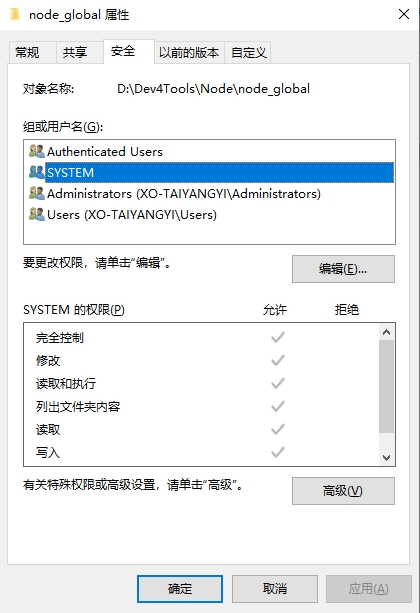 node_global 属性
常规 共享 安全 以前的版本 自定义
对象名称: D:\Dev4Tools\Node\node_global
组或用户名(G):
Authenticated Users
SYSTEM
Administrators (XO-TAIYANGYI\Administrators)
Users (XO-TAIYANGYI\Users)
要更改权限，请单击“编辑”。 编辑(E)...
SYSTEM 的权限(P) 允许 拒绝
完全控制
修改
读取和执行
列出文件夹内容
读取
写入
有关特殊权限或高级设置，请单击“高级”。 高级(V)
确定 取消 应用(A)